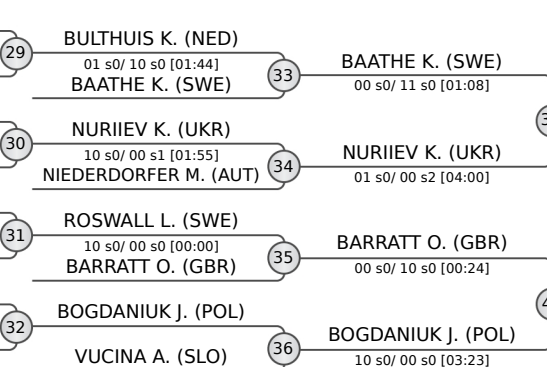 29
BULTHUIS K. (NED)
01 s0/ 10 s0 [01:44]
BAATHE K. (SWE)
33
BAATHE K. (SWE)
00 s0/ 11 s0 [01:08]
30
NURIIEV K. (UKR)
10 s0/ 00 s1 [01:55]
NIEDERDORFER M. (AUT)
34
NURIIEV K. (UKR)
01 s0/ 00 s2 [04:00]
31
ROSWALL L. (SWE)
10 s0/ 00 s0 [00:00]
BARRATT O. (GBR)
35
BARRATT O. (GBR)
00 s0/ 10 s0 [00:24]
32
BOGDANIUK J. (POL)
VUCINA A. (SLO)
36
BOGDANIUK J. (POL)
10 s0/ 00 s0 [03:23]